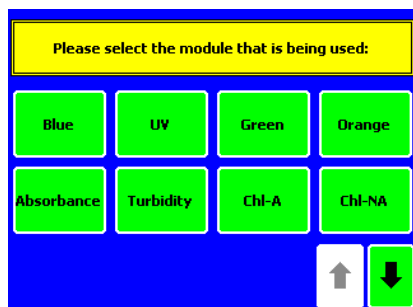 Please select the module that is being used:
Blue UV Green Orange
Absorbance Turbidity Chl-A Chl-NA